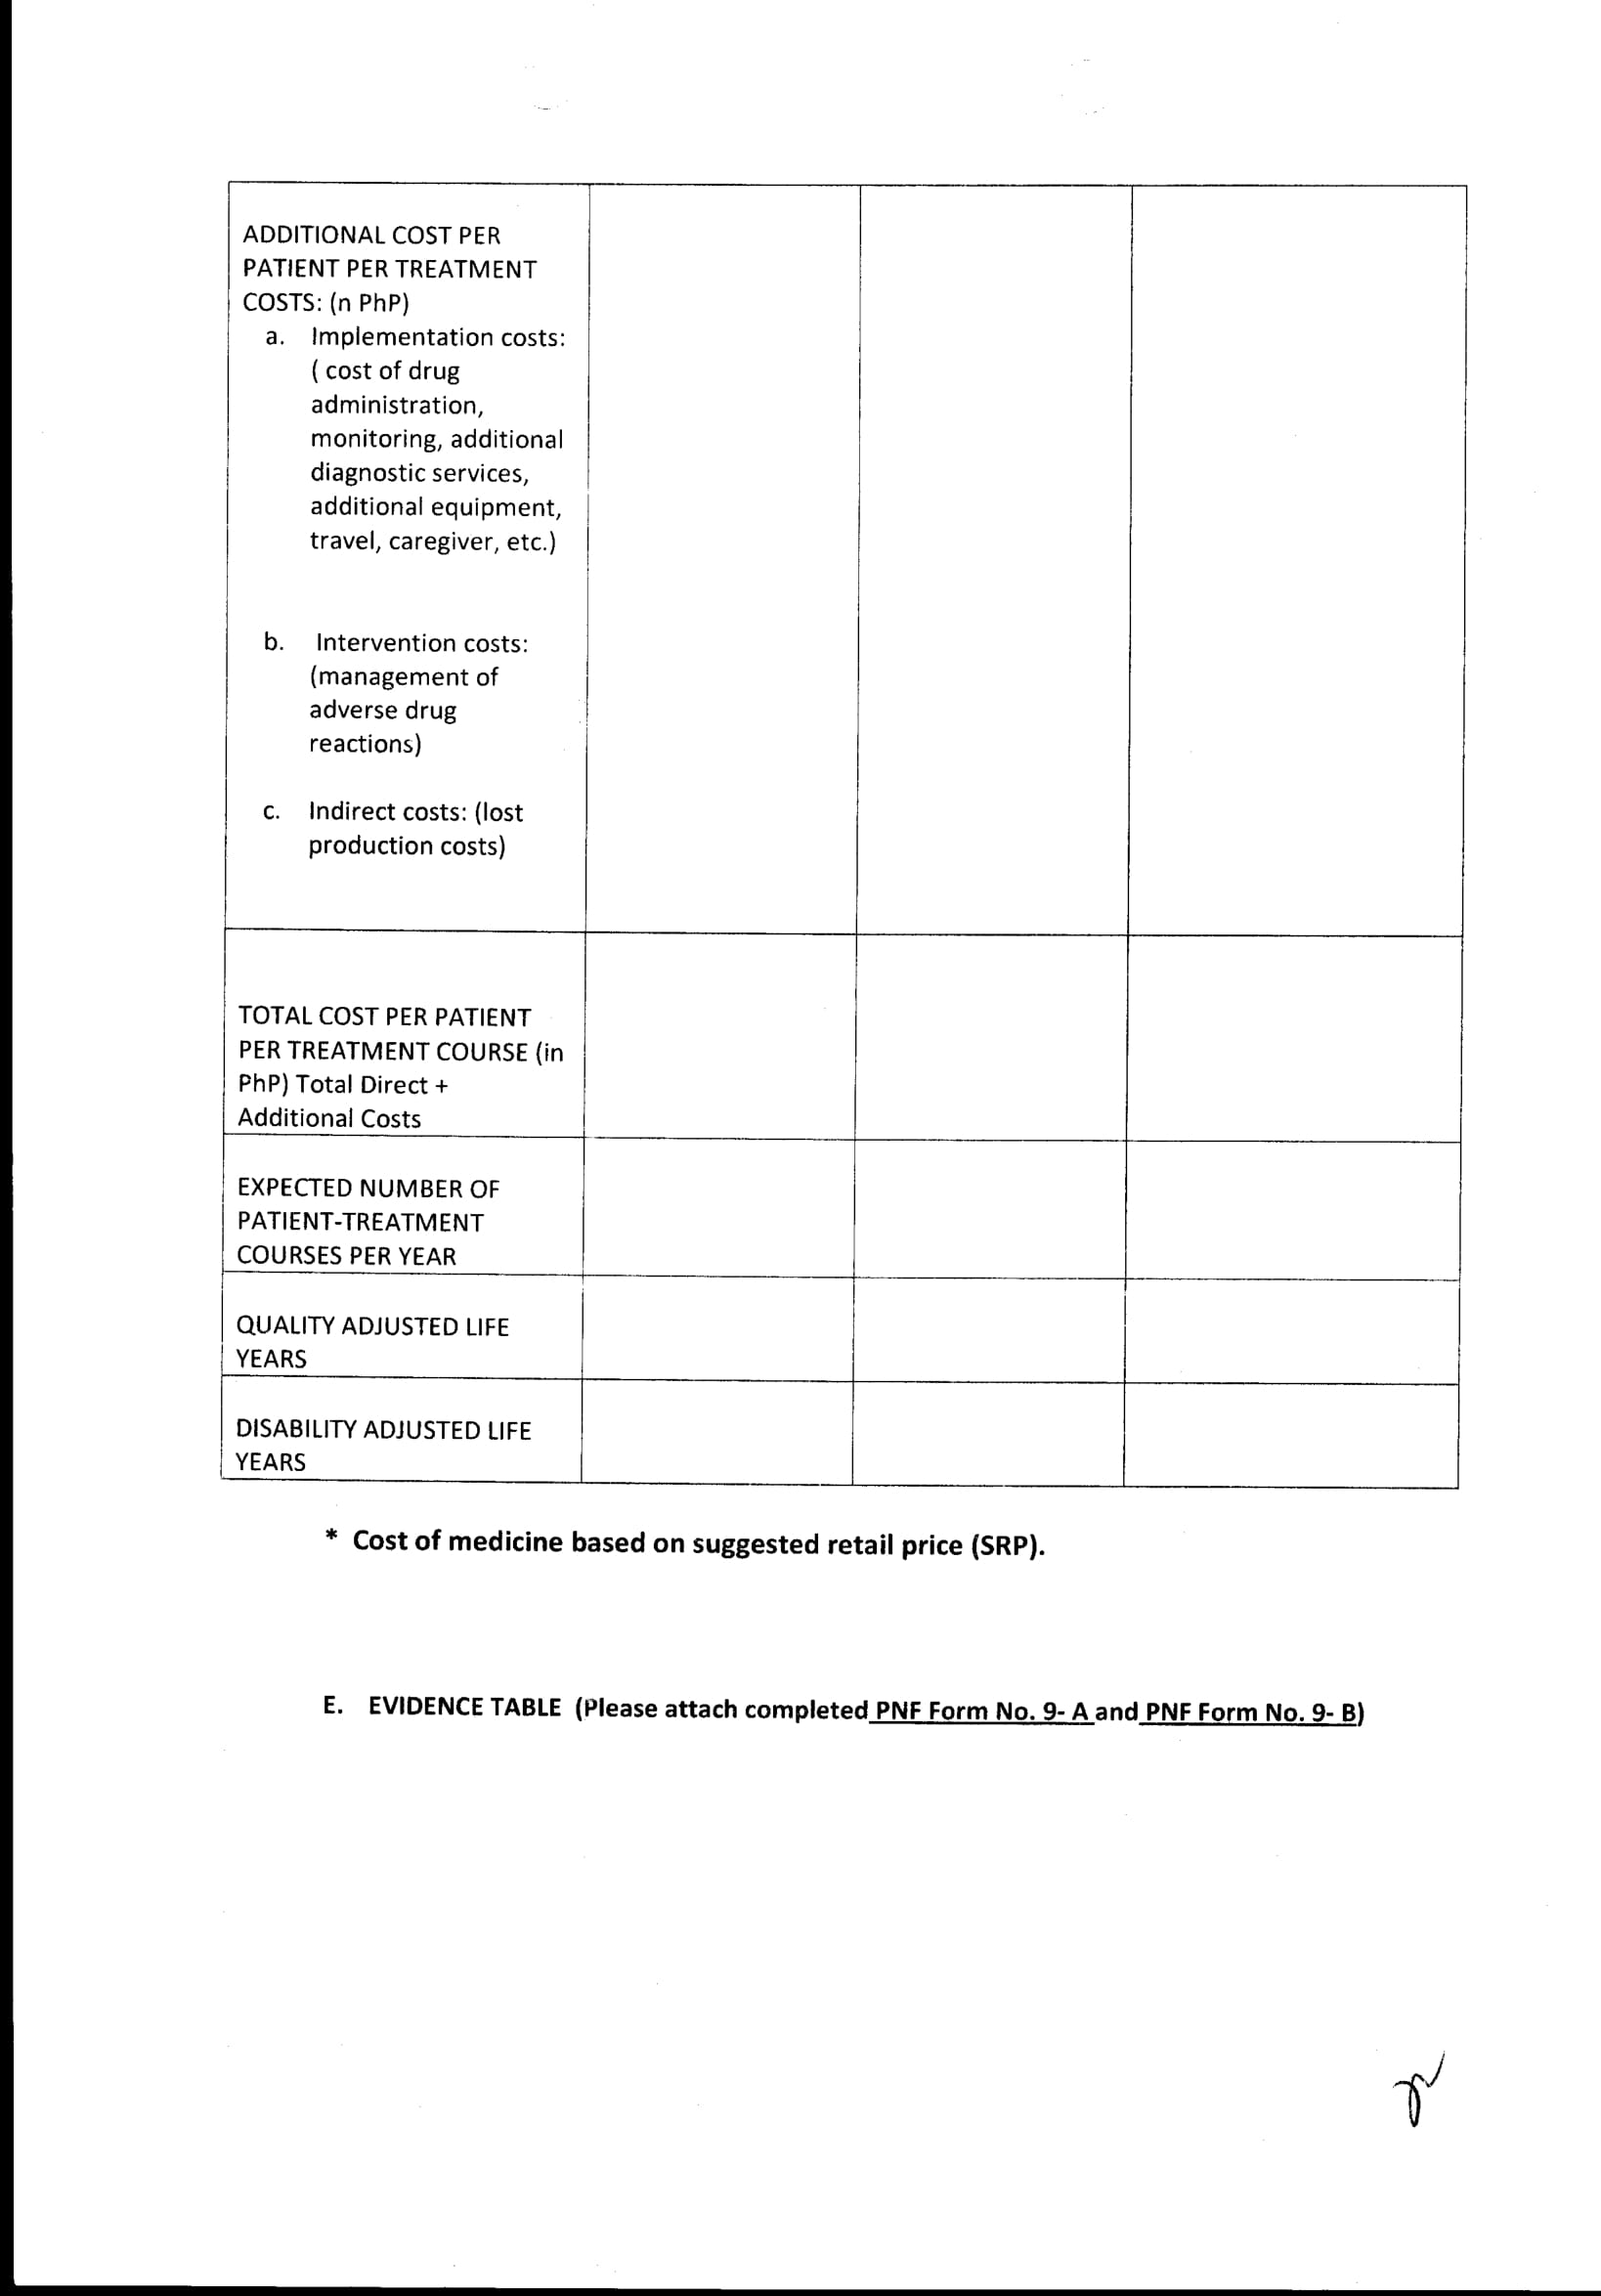 ADDITIONAL COST PER
PATIENT PER TREATMENT
COSTS: (n PhP)
a. Implementation costs:
( cost of drug
administration,
monitoring, additional
diagnostic services,
additional equipment,
travel, caregiver, etc.)
b. Intervention costs:
(management of
adverse drug
reactions)
c. Indirect costs: (lost
production costs)
TOTAL COST PER PATIENT
PER TREATMENT COURSE (in
PhP) Total Direct +
Additional Costs
EXPECTED NUMBER OF
PATIENT-TREATMENT
COURSES PER YEAR
QUALITY ADJUSTED LIFE
YEARS
DISABILITY ADJUSTED LIFE
YEARS
* Cost of medicine based on suggested retail price (SRP).
E. EVIDENCE TABLE (Please attach completed PNF Form No. 9- A and PNF Form No. 9- B)